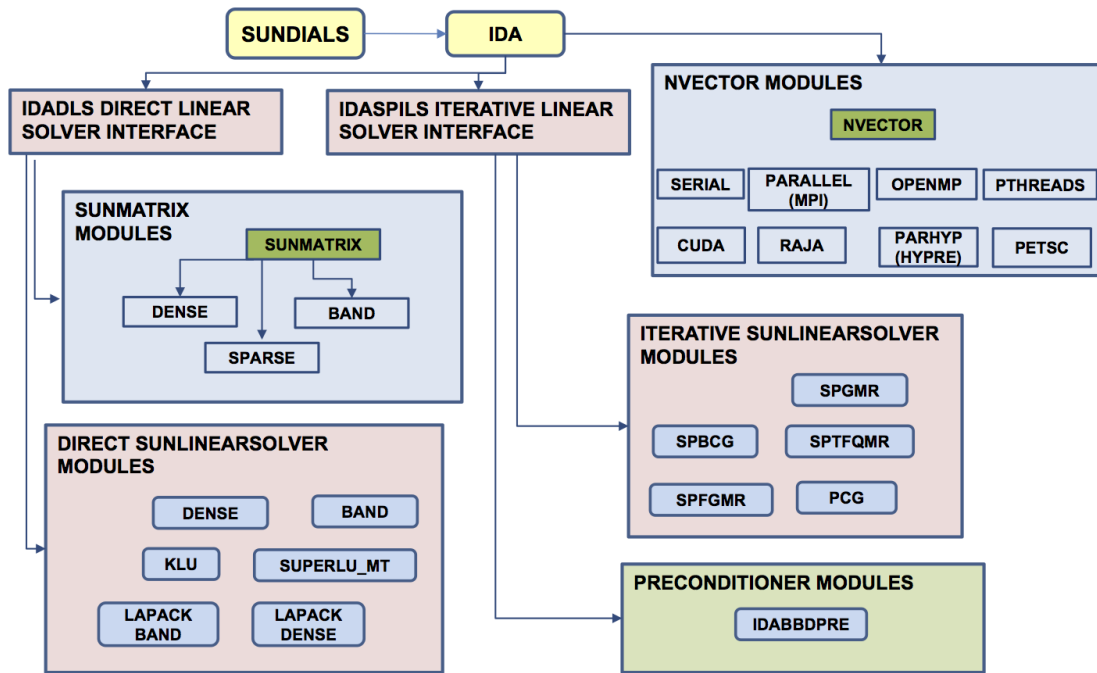 SUNDIALS
IDA
IDADLS DIRECT LINEAR
SOLVER INTERFACE
IDASPILS ITERATIVE LINEAR
SOLVER INTERFACE
NVECTOR MODULES
NVECTOR
SERIAL
PARALLEL
(MPI)
OPENMP
PTHREADS
CUDA
RAJA
PARHYP
(HYPRE)
PETSC
SUNMATRIX
MODULES
SUNMATRIX
DENSE
BAND
SPARSE
ITERATIVE SUNLINEARSOLVER
MODULES
SPGMR
SPBCG
SPTFQMR
SPFGMR
PCG
DIRECT SUNLINEARSOLVER
MODULES
DENSE
BAND
KLU
SUPERLU_MT
LAPACK
BAND
LAPACK
DENSE
PRECONDITIONER MODULES
IDABBDPRE